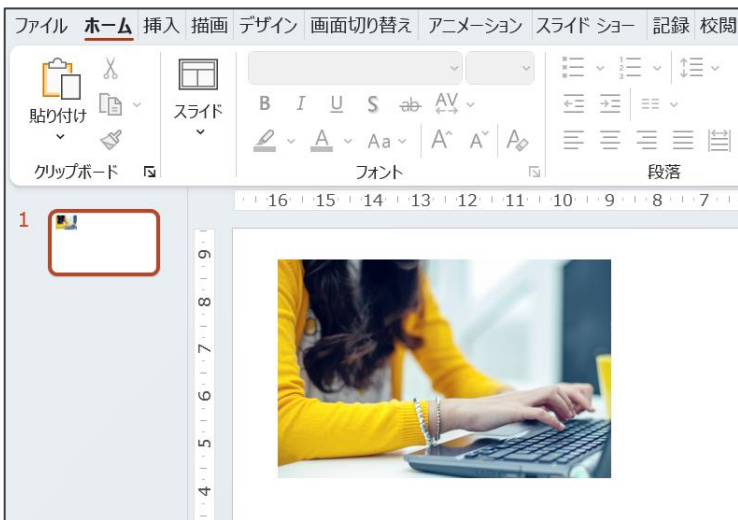 ファイル ホーム 挿入 描画 デザイン 画面切り替え アニメーション スライド ショー 記録 校閲
貼り付け
スライド
B I U S ab AV
A Aa A^ A˅ A
クリップボード フォント 段落
16 15 14 13 12 11 10 9 8 7
1
9
8
7
6
5
4